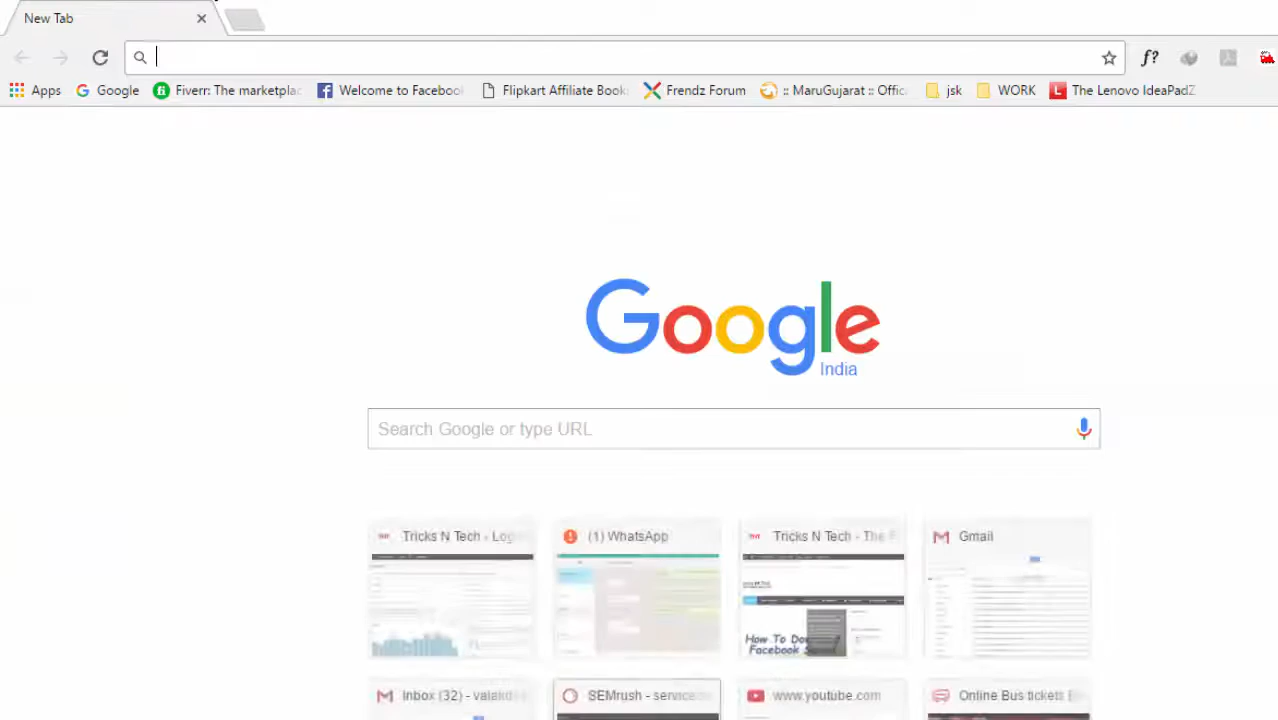 New Tab
f?
Apps Google Fiverr: The marketpla Welcome to Faceboo Flipkart Affiliate Book Frendz Forum :: MaruGujarat :: Offic jsk WORK L The Lenovo IdeaPadZ
Google
India
Search Google or type URL
Tricks N Tech - Log (1) WhatsApp Tricks N Tech - The F Gmail
How To Do
Facebook
Inbox (32) - valakd SEMrush - service www.youtube.com Online Bus tickets